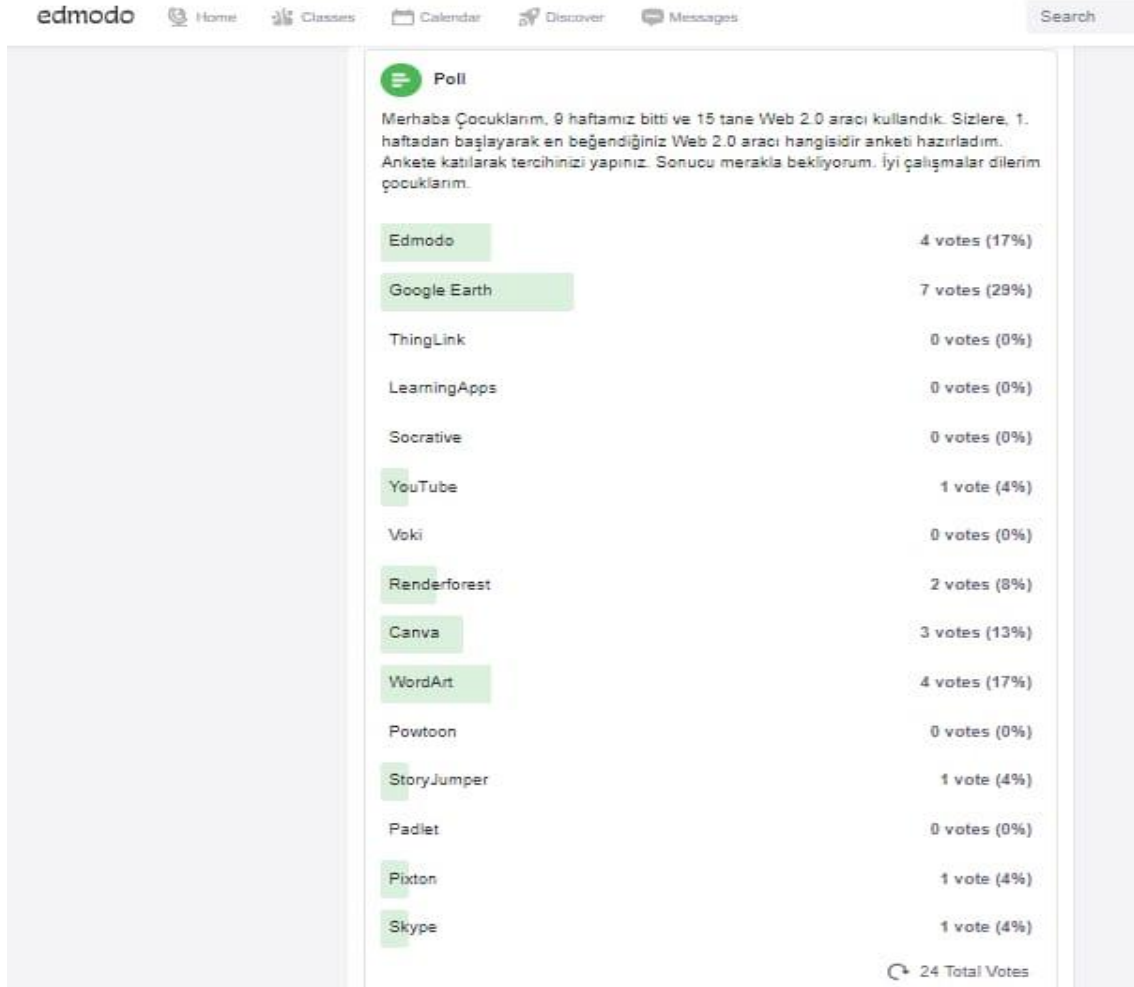 edmodo Home Classes Calendar Discover Messages Search
Poll
Merhaba Çocuklarım, 9 haftamız bitti ve 15 tane Web 2.0 aracı kullandık. Sizlere, 1.
haftadan başlayarak en beğendiğiniz Web 2.0 aracı hangisidir anketi hazırladım.
Ankete katılarak tercihinizi yapınız. Sonucu merakla bekliyorum. İyi çalışmalar dilerim
çocuklarım.
Edmodo 4 votes (17%)
Google Earth 7 votes (29%)
ThingLink 0 votes (0%)
LearningApps 0 votes (0%)
Socrative 0 votes (0%)
YouTube 1 vote (4%)
Voki 0 votes (0%)
Renderforest 2 votes (8%)
Canva 3 votes (13%)
WordArt 4 votes (17%)
Powtoon 0 votes (0%)
StoryJumper 1 vote (4%)
Padlet 0 votes (0%)
Pixton 1 vote (4%)
Skype 1 vote (4%)
24 Total Votes